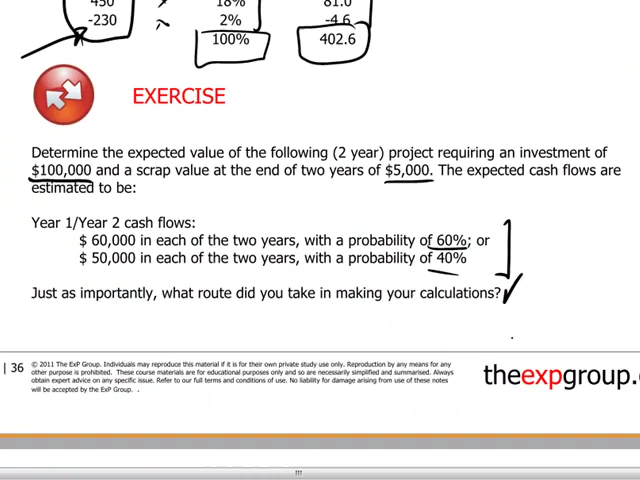 450 18% 81.0
-230 2% -4.6
100% 402.6
EXERCISE
Determine the expected value of the following (2 year) project requiring an investment of
$100,000 and a scrap value at the end of two years of $5,000. The expected cash flows are
estimated to be:
Year 1/Year 2 cash flows:
$ 60,000 in each of the two years, with a probability of 60%; or
$ 50,000 in each of the two years, with a probability of 40%
Just as importantly, what route did you take in making your calculations?
| 36
© 2011 The ExP Group. Individuals may reproduce this material if it is for their own private study use only. Reproduction by any means for any
other purpose is prohibited. These course materials are for educational purposes only and so are necessarily simplified and summarised. Always
obtain expert advice on any specific issue. Refer to our full terms and conditions of use. No liability for damage arising from use of these notes
will be accepted by the ExP Group. .
theexpgroup.